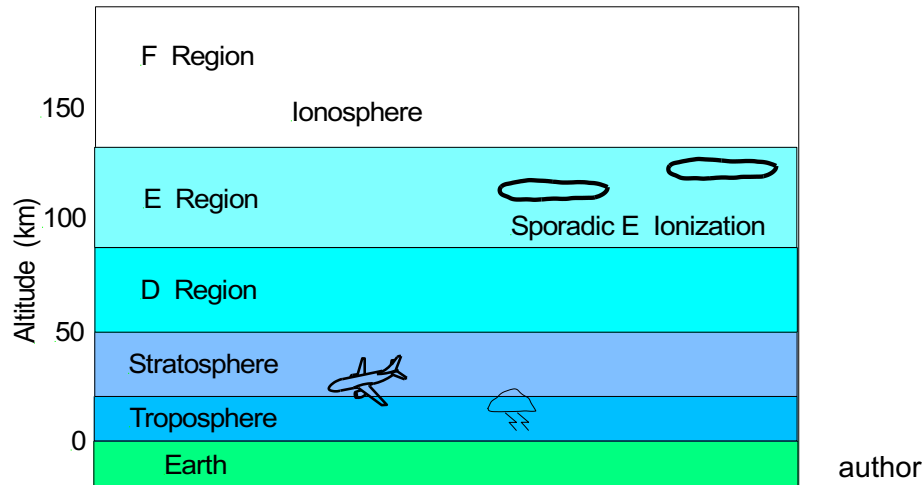 F Region
150
Ionosphere
E Region
100
Sporadic E Ionization
D Region
Altitude (km)
50
Stratosphere
Troposphere
0
Earth
author